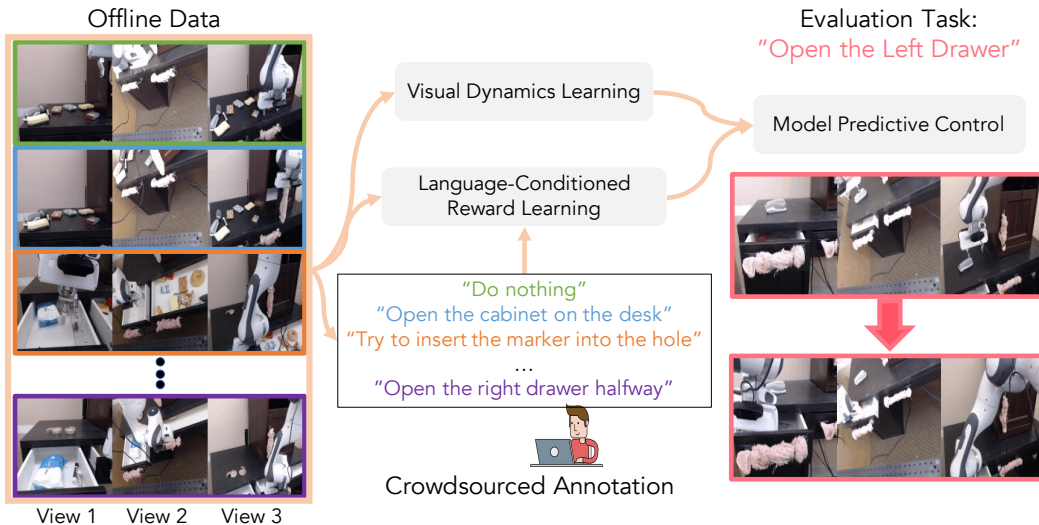 Offline Data
View 1
View 2
View 3
Visual Dynamics Learning
Language-Conditioned
Reward Learning
”Do nothing”
”Open the cabinet on the desk”
”Try to insert the marker into the hole”
...
”Open the right drawer halfway”
Crowdsourced Annotation
Model Predictive Control
Evaluation Task:
”Open the Left Drawer”